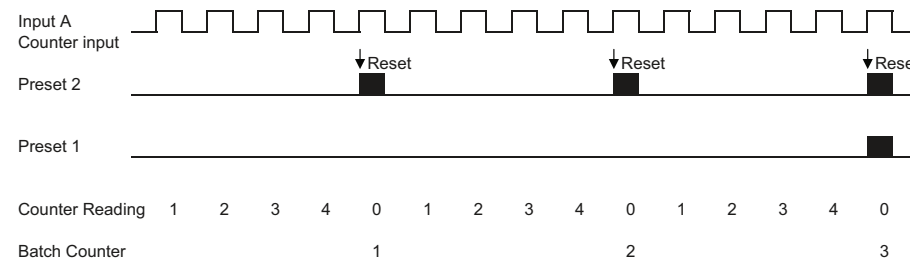 Input A
Counter input
Reset Reset Rese
Preset 2
Preset 1
Counter Reading 1 2 3 4 0 1 2 3 4 0 1 2 3 4 0
Batch Counter 1 2 3